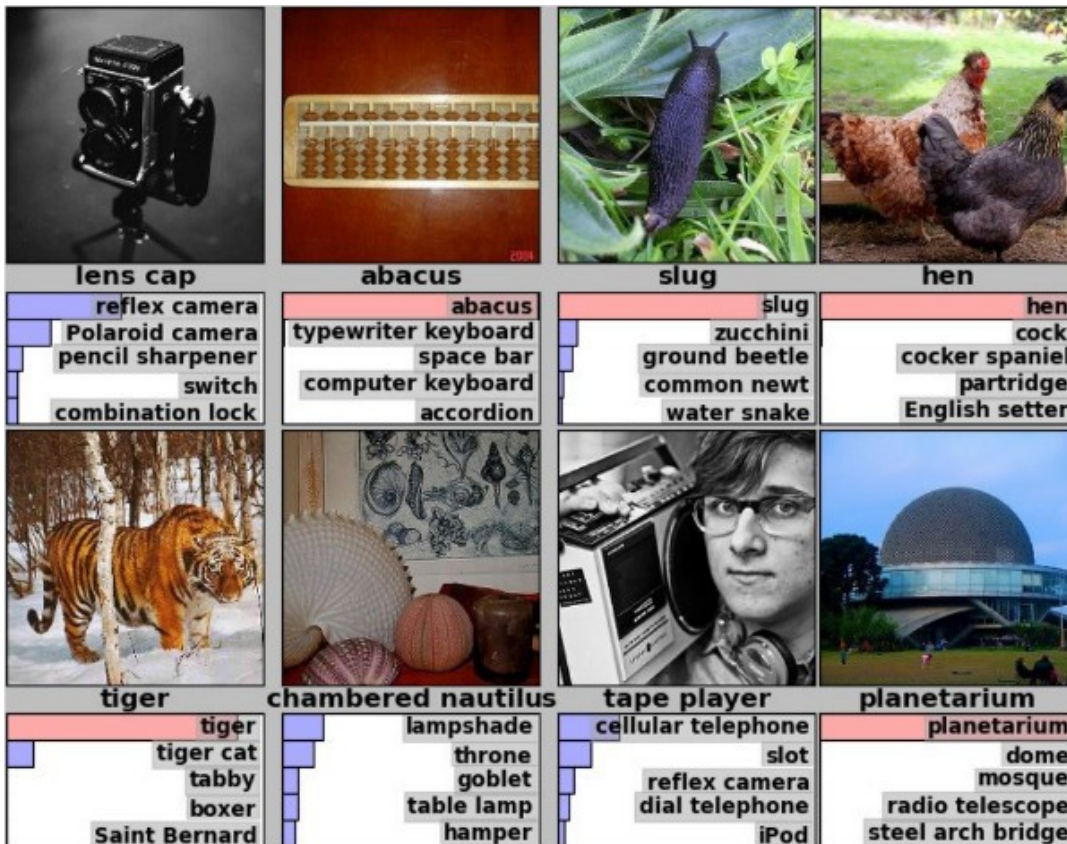 2004
lens cap
abacus
slug
hen
reflex camera
Polaroid camera
pencil sharpener
switch
combination lock
abacus
typewriter keyboard
space bar
computer keyboard
accordion
slug
zucchini
ground beetle
common newt
water snake
hen
cock
cocker spaniel
partridge
English setter
tiger
chambered nautilus
tape player
planetarium
tiger
tiger cat
tabby
boxer
Saint Bernard
lampshade
throne
goblet
table lamp
hamper
cellular telephone
slot
reflex camera
dial telephone
iPod
planetarium
dome
mosque
radio telescope
steel arch bridge